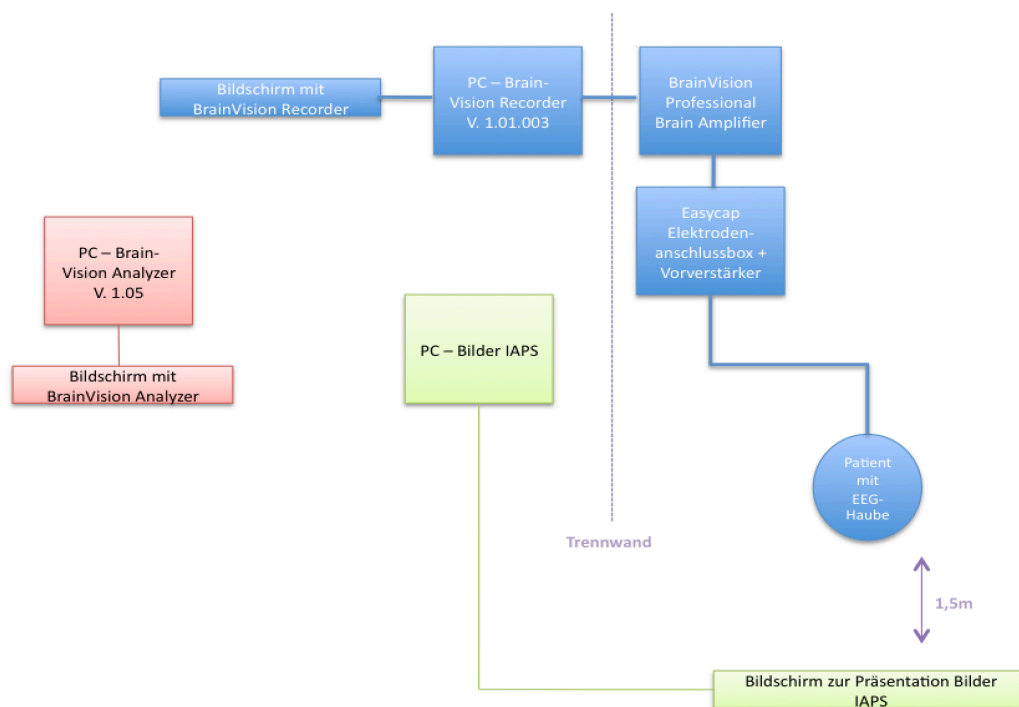 Bildschirm mit
BrainVision Recorder
PC – Brain-
Vision Recorder
V. 1.01.003
BrainVision
Professional
Brain Amplifier
Easycap
Elektroden-
anschlussbox +
Vorverstärker
PC – Brain-
Vision Analyzer
V. 1.05
Bildschirm mit
BrainVision Analyzer
PC – Bilder IAPS
Patient
mit
EEG-
Haube
Trennwand
1,5m
Bildschirm zur Präsentation Bilder
IAPS